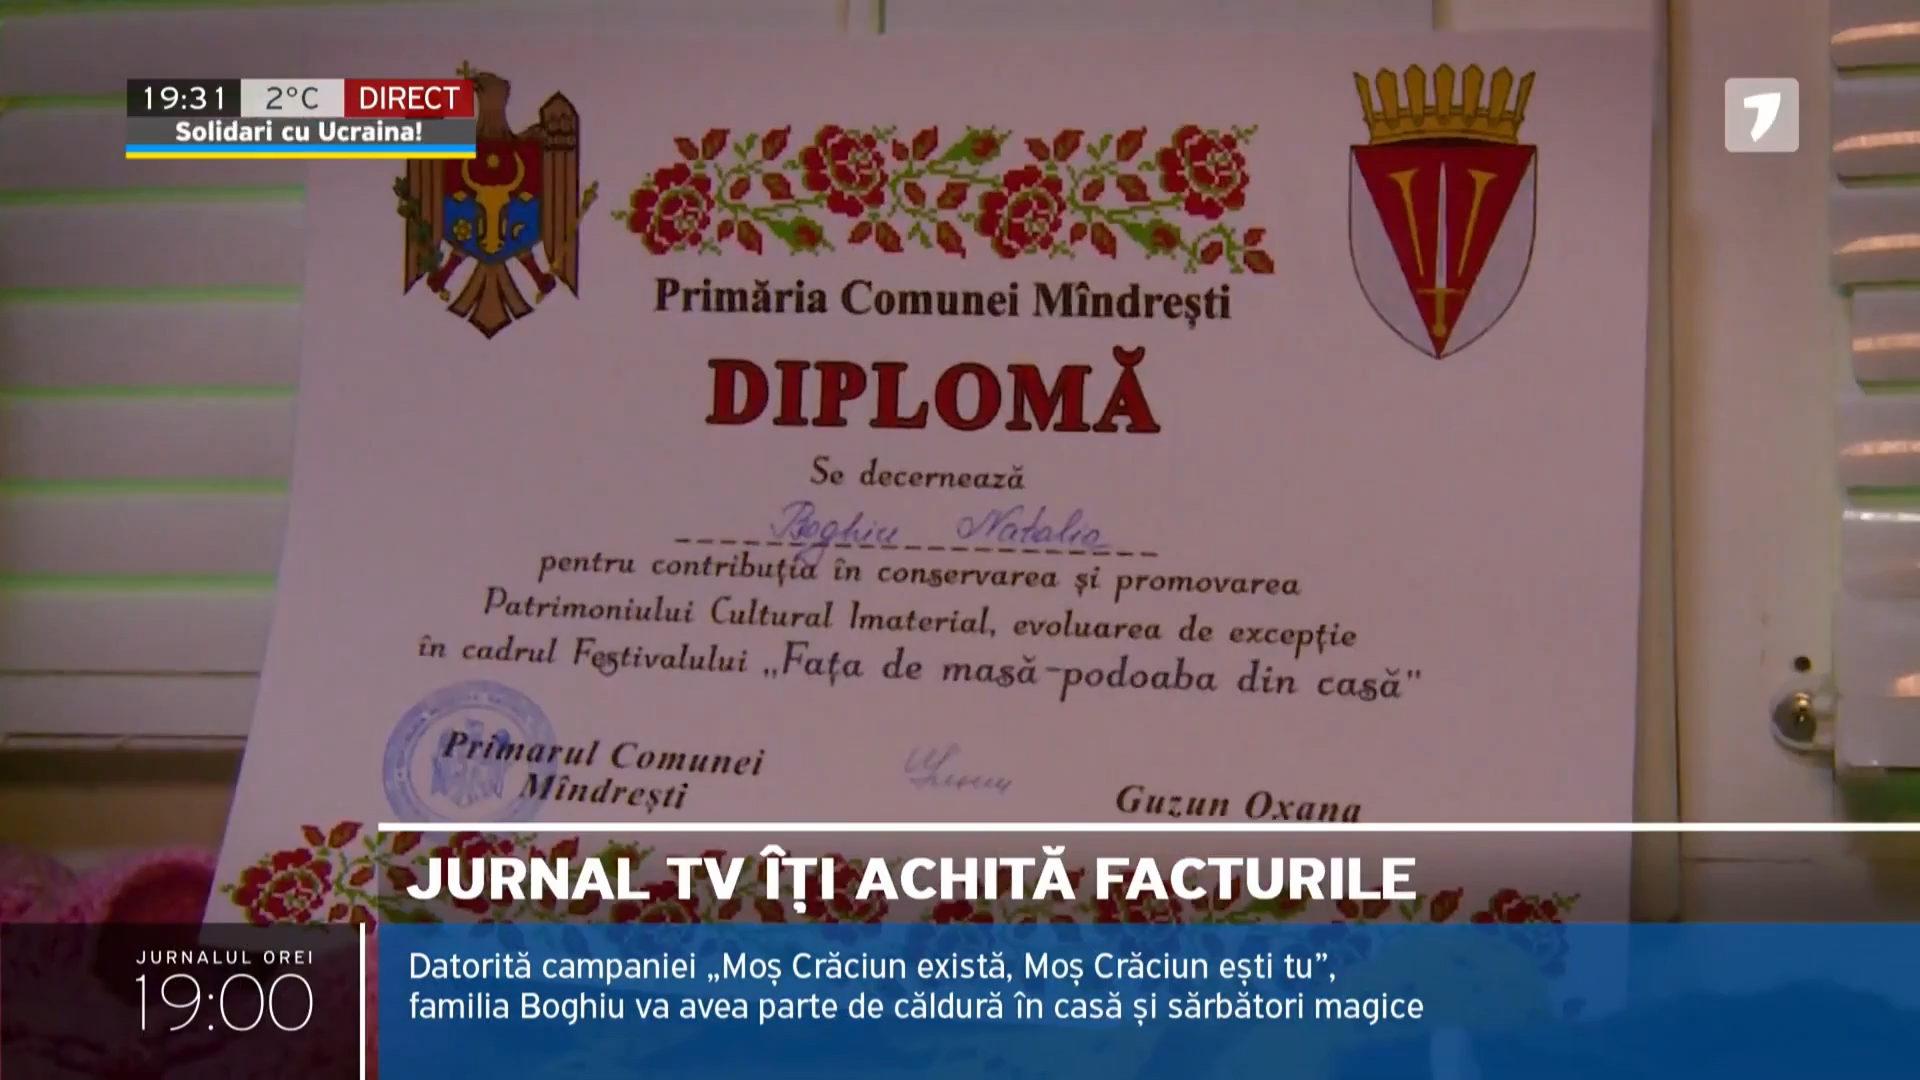 19:31 2°C DIRECT
Solidari cu Ucraina!
Primăria Comunei Mîndrești
DIPLOMĂ
Se decernează
Boghiu Natalia
pentru contribuția în conservarea și promovarea
Patrimoniului Cultural Imaterial, evoluarea de excepție
în cadrul Festivalului „Fața de masă-podoaba din casă"
Primarul Comunei
Mîndrești
Guzun Oxana
JURNAL TV ÎȚI ACHITĂ FACTURILE
JURNALUL OREI
19:00
Datorită campaniei „Moș Crăciun există, Moș Crăciun ești tu”,
familia Boghiu va avea parte de căldură în casă și sărbători magice